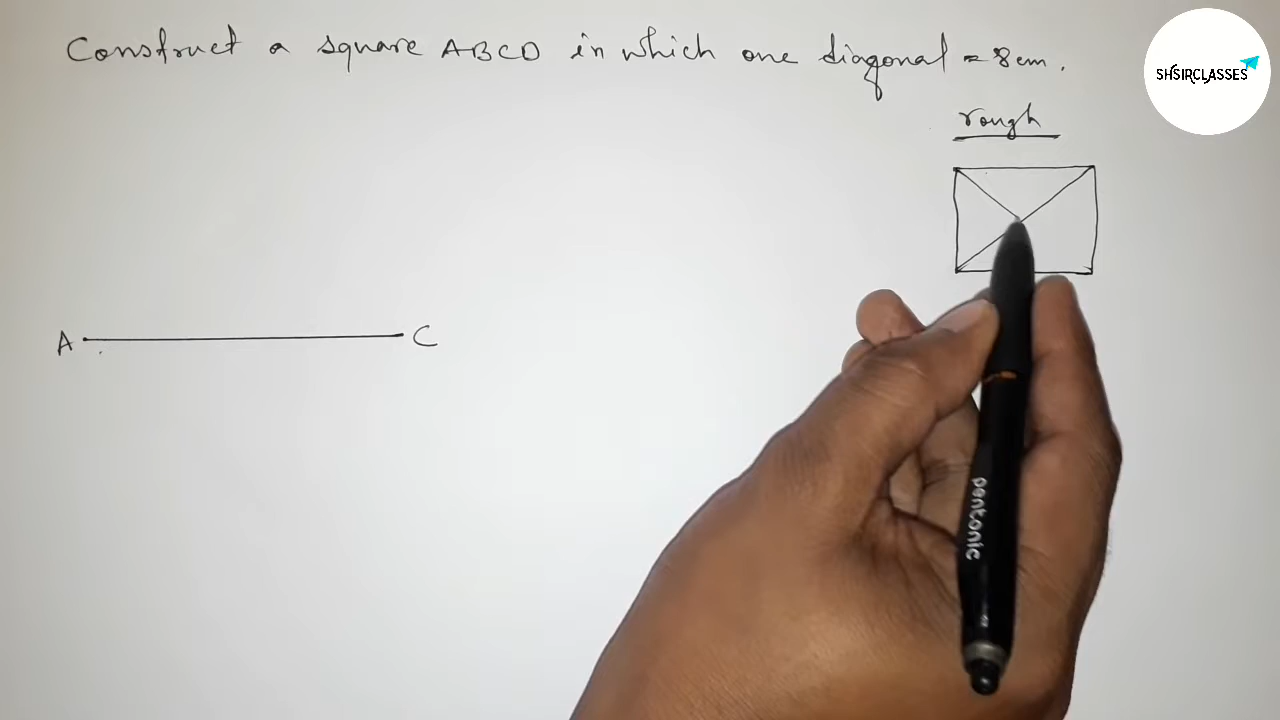 Construct a square ABCD in which one diagonal = 8cm.
SHSIRCLASSES
rough
A C
pentonic